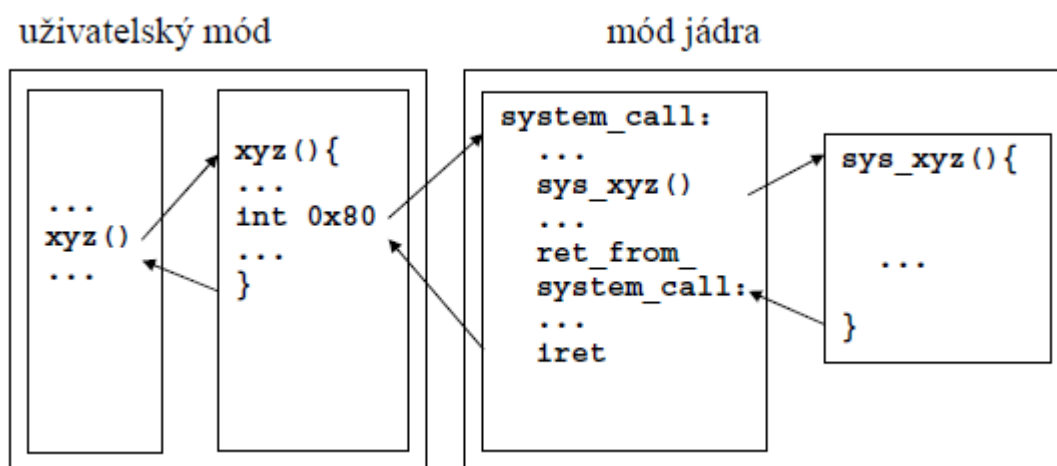 uživatelský mód
mód jádra
...
xyz()
...
xyz(){
...
int 0x80
...
}
system_call:
...
sys_xyz()
...
ret_from_
system_call:
...
iret
sys_xyz(){
...
}